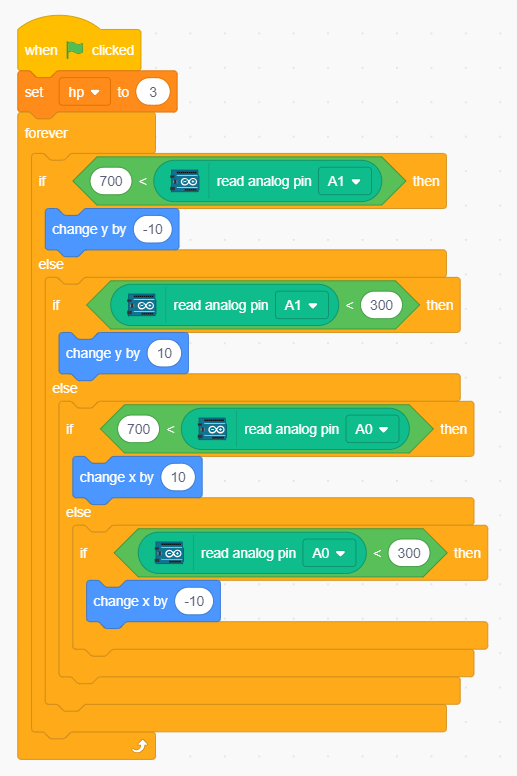 when clicked
set hp to 3
forever
if 700 < read analog pin A1 then
change y by -10
else
if read analog pin A1 < 300 then
change y by 10
else
if 700 < read analog pin A0 then
change x by 10
else
if read analog pin A0 < 300 then
change x by -10